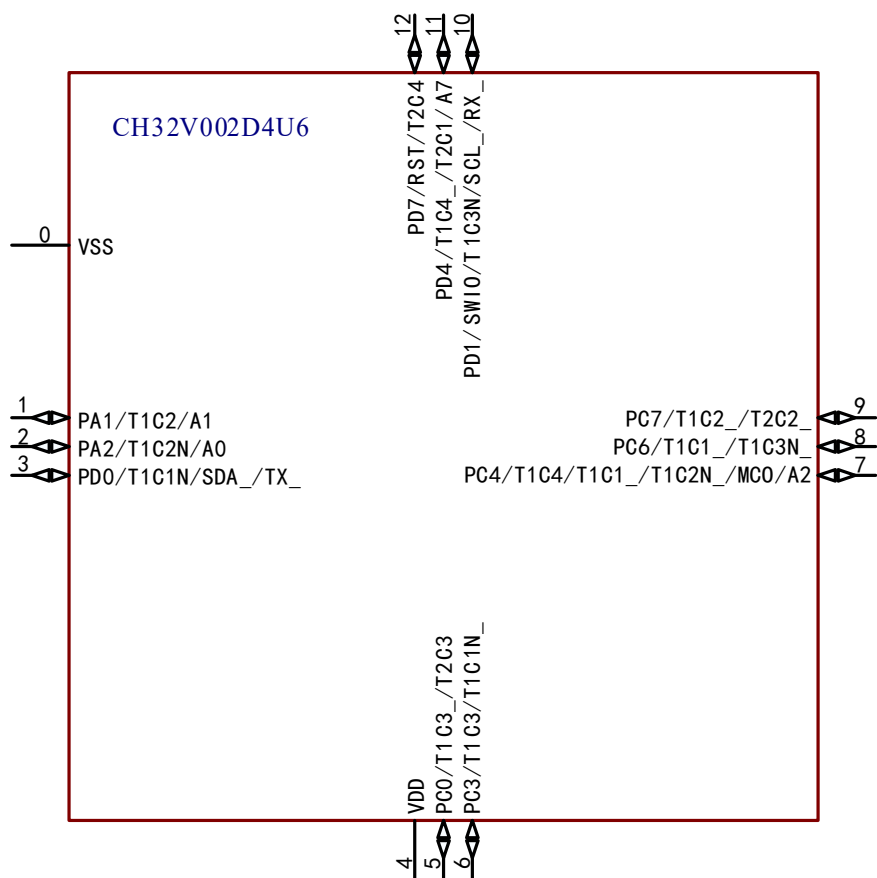 12
11
10
PD7/RST/T2C4
PD4/T1C4_/T2C1/A7
PD1/SWIO/T1C3N/SCL_/RX_
CH32V002D4U6
0
VSS
1
PA1/T1C2/A1
2
PA2/T1C2N/A0
3
PD0/T1C1N/SDA_/TX_
PC7/T1C2_/T2C2_
9
PC6/T1C1_/T1C3N_
8
PC4/T1C4/T1C1_/T1C2N_/MCO/A2
7
VDD
PC0/T1C3_/T2C3
PC3/T1C3/T1C1N_
4
5
6